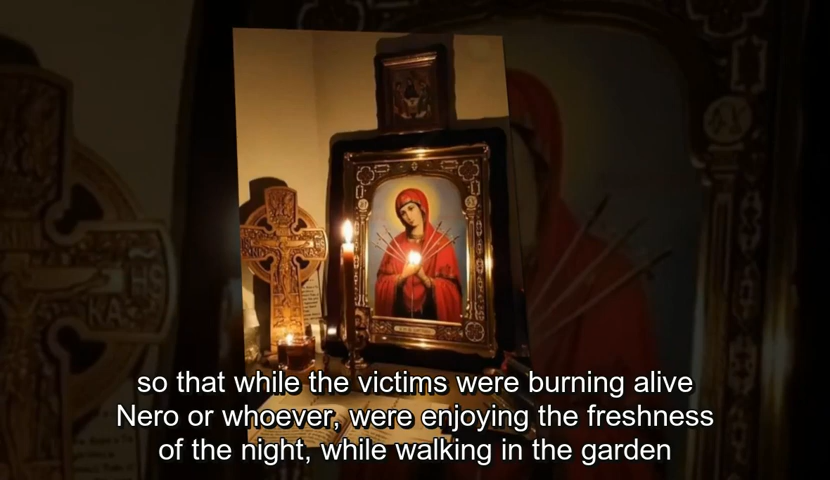 so that while the victims were burning alive
Nero or whoever, were enjoying the freshness
of the night, while walking in the garden